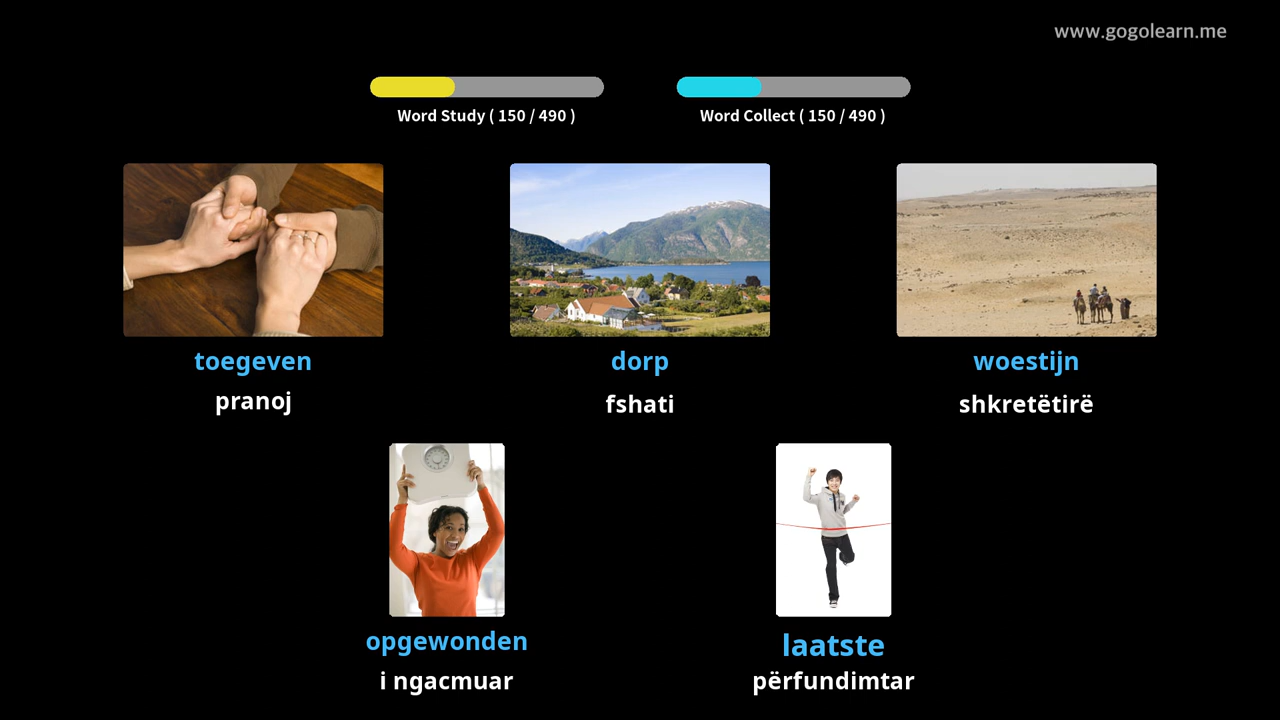 www.gogolearn.me
Word Study ( 150 / 490 )
Word Collect ( 150 / 490 )
toegeven
dorp
woestijn
pranoj
fshati
shkretëtirë
opgewonden
laatste
i ngacmuar
përfundimtar